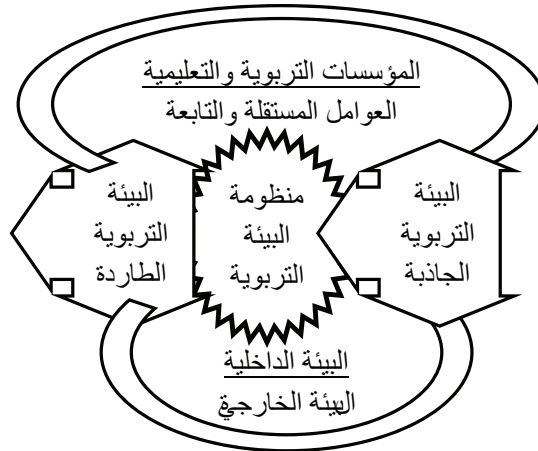 المؤسسات التربوية والتعليمية
العوامل المستقلة والتابعة
البيئة
التربوية
الجاذبة
منظومة
البيئة
التربوية
البيئة
التربوية
الطاردة
البيئة الداخلية
البيئة الخارجية